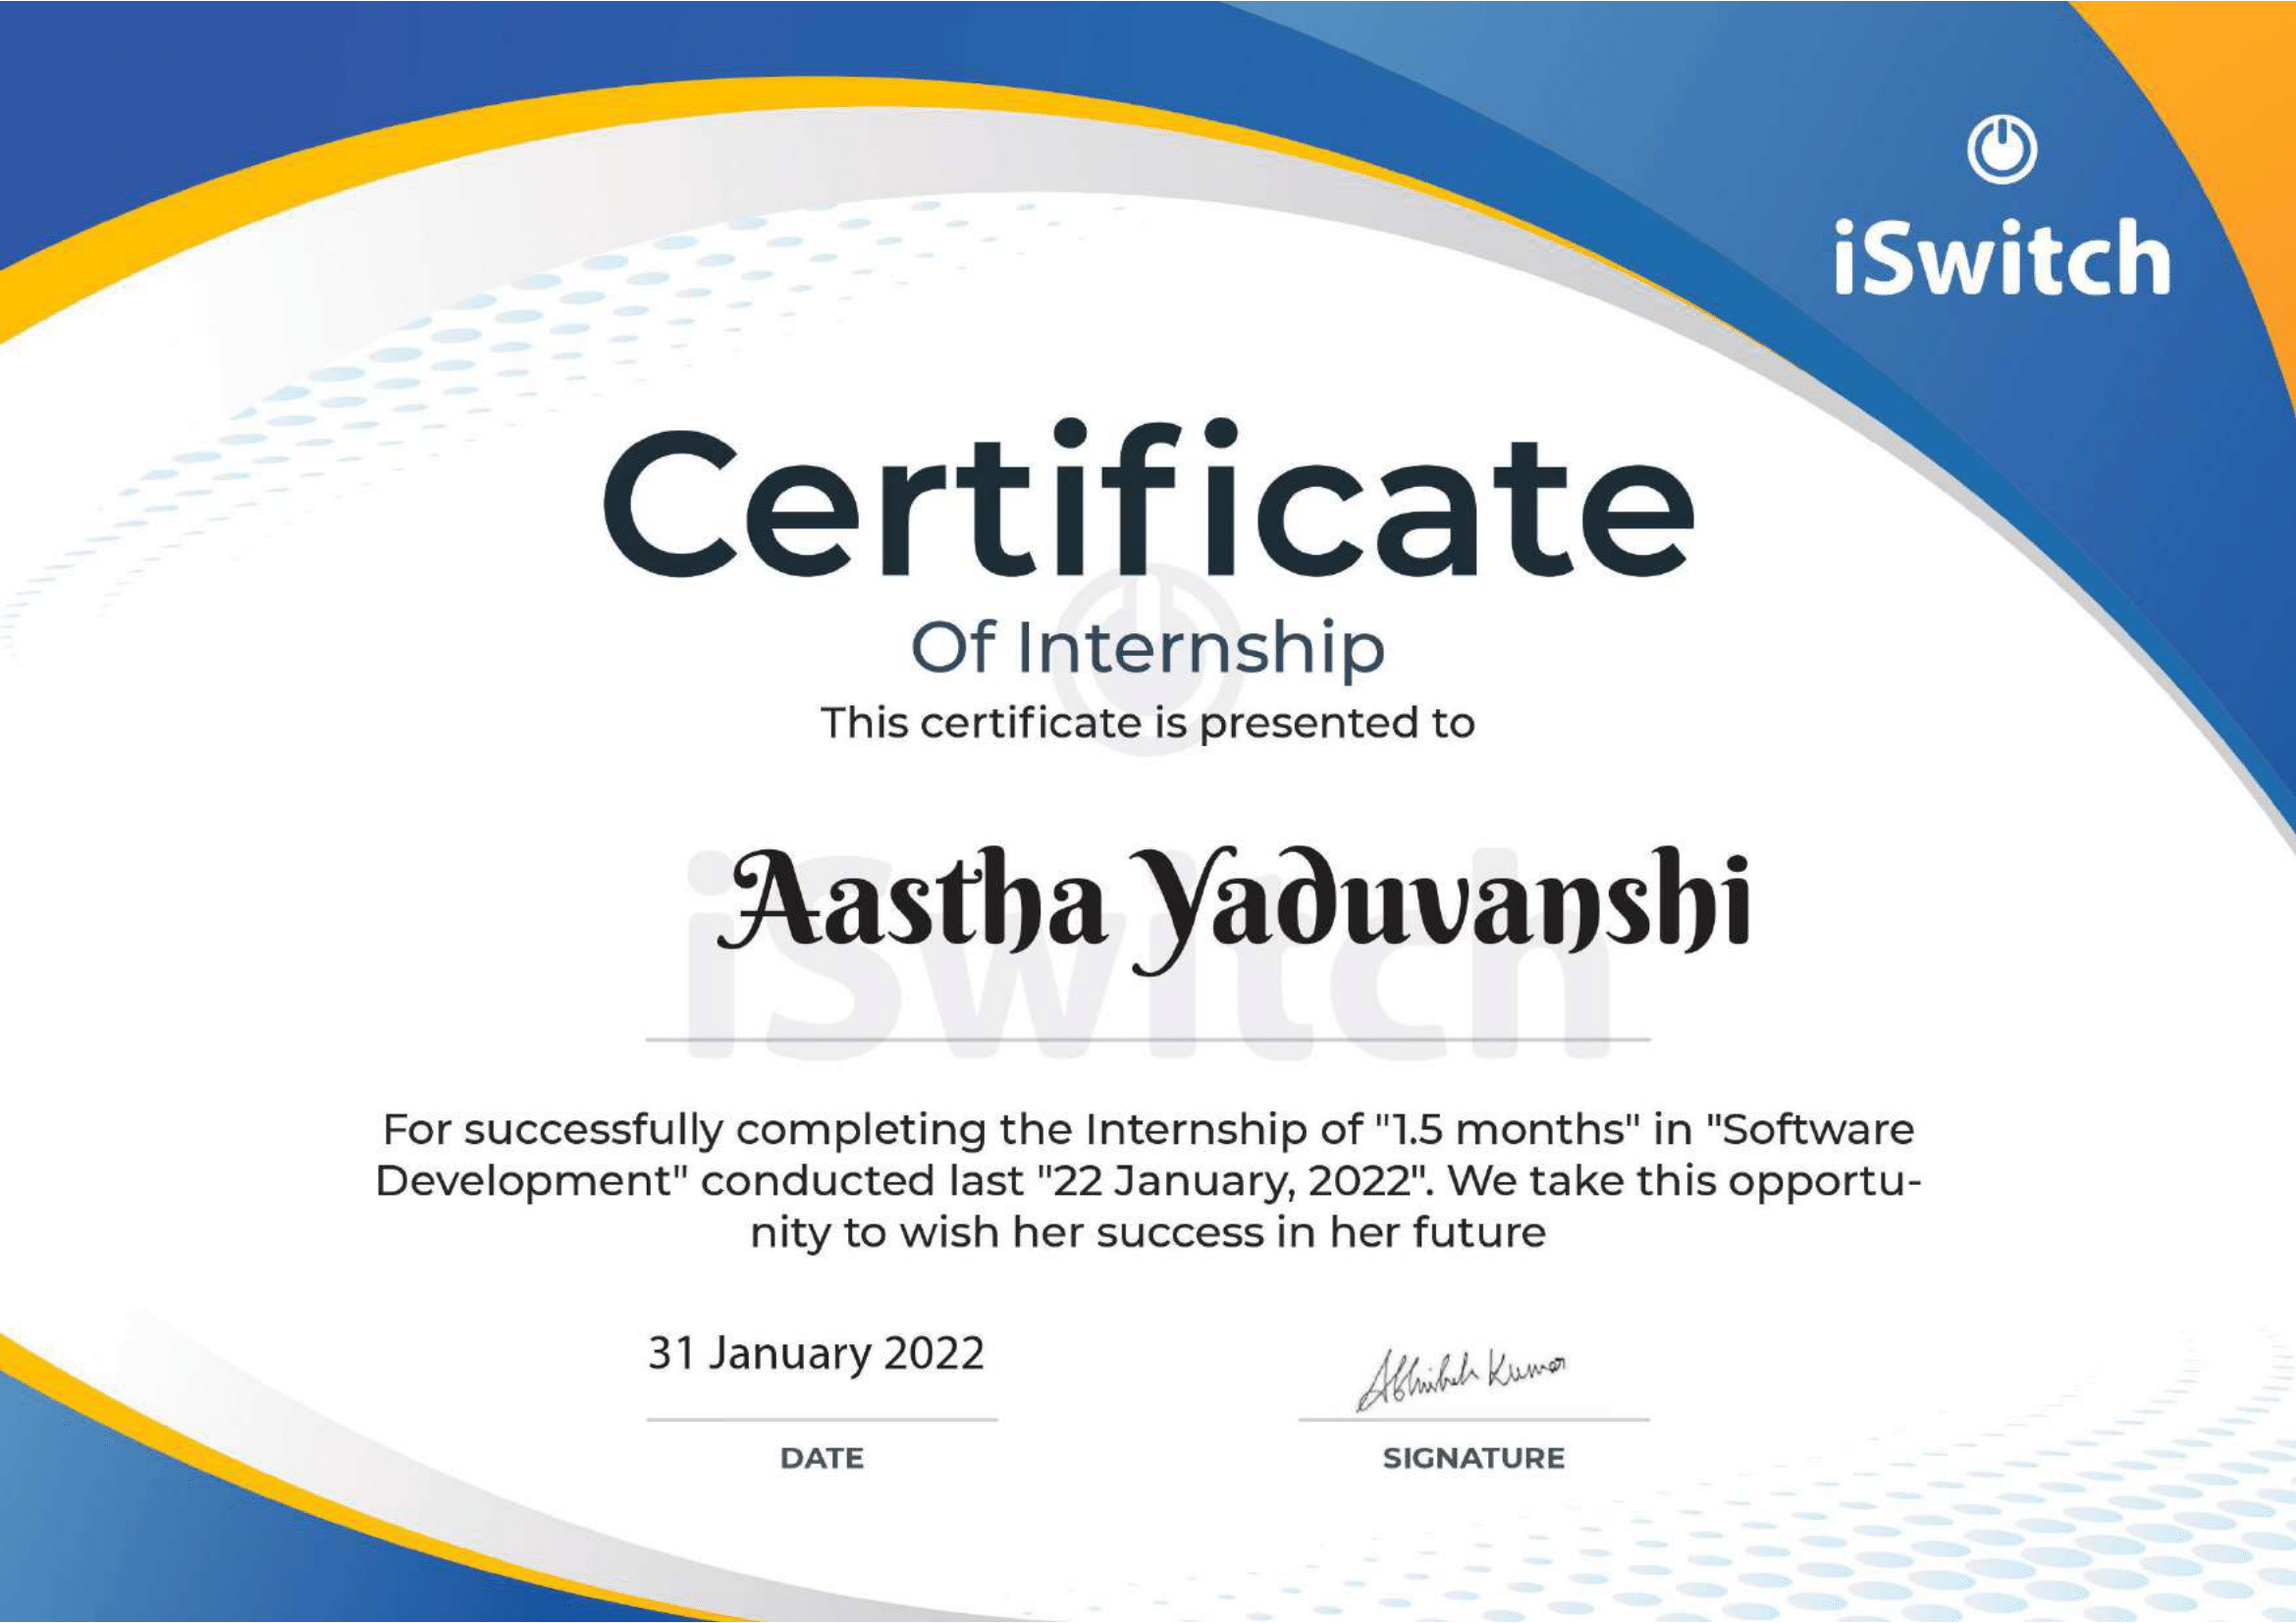 iSwitch
Certificate
Of Internship
This certificate is presented to
iSwitch
Aastha Yaduvanshi
For successfully completing the Internship of "1.5 months" in "Software
Development" conducted last "22 January, 2022". We take this opportu-
nity to wish her success in her future
31 January 2022
Kumar
DATE
SIGNATURE